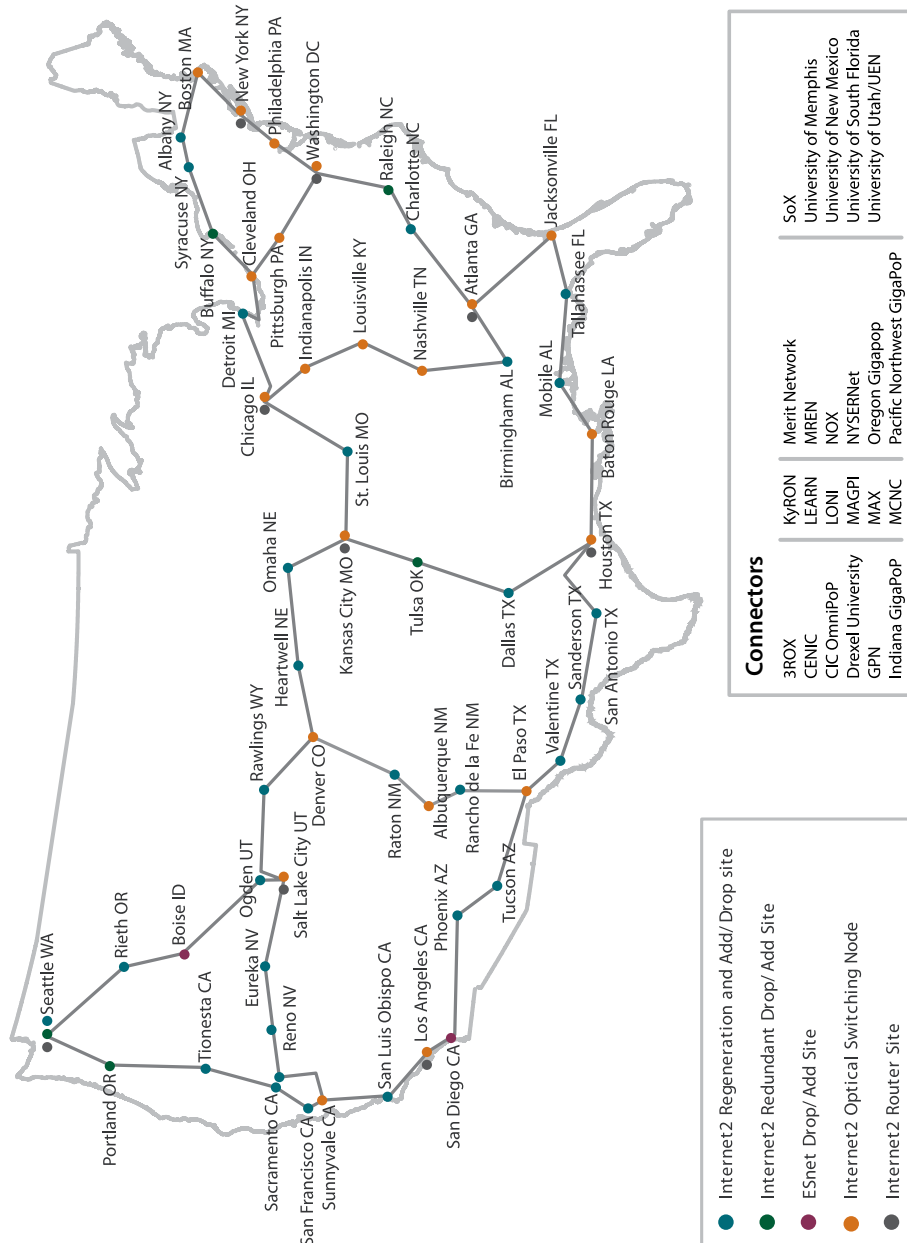 Seattle WA
Portland OR
Rieth OR
Boise ID
Tionesta CA
Ogden UT
Salt Lake City UT
Eureka NV
Reno NV
Sacramento CA
San Francisco CA
Sunnyvale CA
San Luis Obispo CA
Los Angeles CA
San Diego CA
Phoenix AZ
Tucson AZ
Rawlings WY
Denver CO
Raton NM
Albuquerque NM
Rancho de la Fe NM
El Paso TX
Valentine TX
Sanderson TX
San Antonio TX
Houston TX
Dallas TX
Tulsa OK
Kansas City MO
Omaha NE
Heartwell NE
St. Louis MO
Chicago IL
Detroit MI
Indianapolis IN
Louisville KY
Nashville TN
Birmingham AL
Atlanta GA
Baton Rouge LA
Mobile AL
Tallahassee FL
Jacksonville FL
Charlotte NC
Raleigh NC
Washington DC
Philadelphia PA
New York NY
Boston MA
Albany NY
Syracuse NY
Buffalo NY
Cleveland OH
Pittsburgh PA
Internet2 Regeneration and Add/Drop site
Internet2 Redundant Drop/Add Site
ESnet Drop/Add Site
Internet2 Optical Switching Node
Internet2 Router Site
Connectors
3ROX
CENIC
CIC OmniPoP
Drexel University
GPN
Indiana GigaPoP
KyRON
LEARN
LONI
MAGPI
MAX
MCNC
Merit Network
MREN
NOX
NYSERNet
Oregon Gigapop
Pacific Northwest GigaPoP
SoX
University of Memphis
University of New Mexico
University of South Florida
University of Utah/UEN